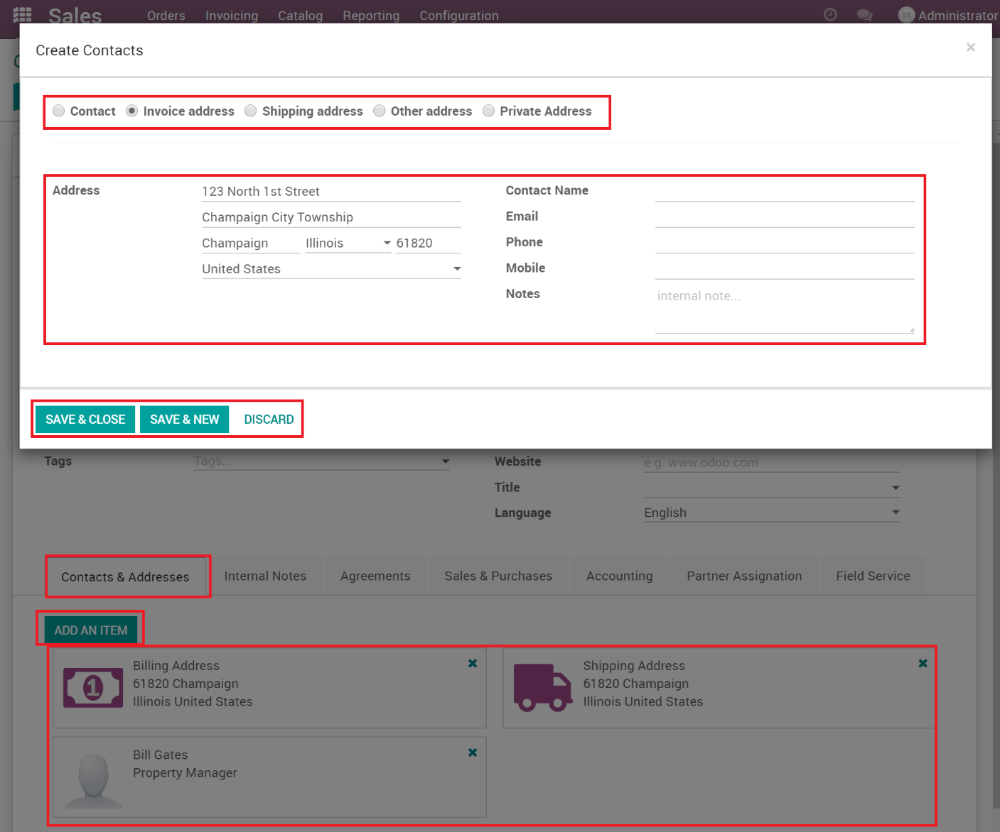 Sales Orders Invoicing Catalog Reporting Configuration Administrator
Create Contacts ×
Contact Invoice address Shipping address Other address Private Address
Address 123 North 1st Street Contact Name
Champaign City Township Email
Champaign Illinois 61820 Phone
United States Mobile
Notes internal note...
SAVE & CLOSE SAVE & NEW DISCARD
Tags Tags... Website e.g. www.odoo.com
Title
Language English
Contacts & Addresses Internal Notes Agreements Sales & Purchases Accounting Partner Assignation Field Service
ADD AN ITEM
1
Billing Address
61820 Champaign
Illinois United States
Shipping Address
61820 Champaign
Illinois United States
Bill Gates
Property Manager